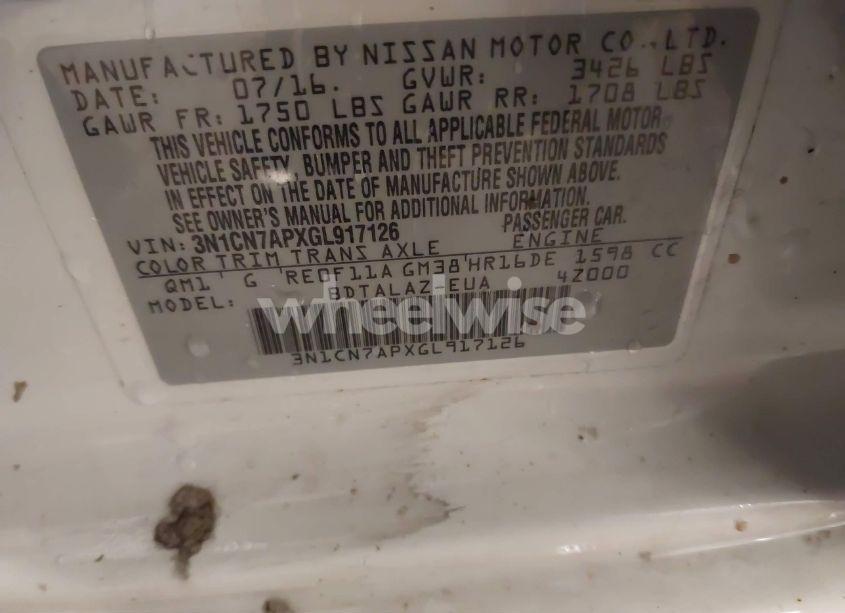 MANUFACTURED BY NISSAN MOTOR CO., LTD.
DATE: 07/16. GVWR: 3426 LBS
GAWR FR: 1750 LBS GAWR RR: 1708 LBS
THIS VEHICLE CONFORMS TO ALL APPLICABLE FEDERAL MOTOR
VEHICLE SAFETY, BUMPER AND THEFT PREVENTION STANDARDS
IN EFFECT ON THE DATE OF MANUFACTURE SHOWN ABOVE.
SEE OWNER'S MANUAL FOR ADDITIONAL INFORMATION.
VIN: 3N1CN7APXGL917126 PASSENGER CAR.
COLOR TRIM TRANS AXLE ENGINE
QM1 G RE0F11A GM38 HR16DE 1598 CC
MODEL: BDTALAZ-EUA 4Z000
wheelwise
3N1CN7APXGL917126